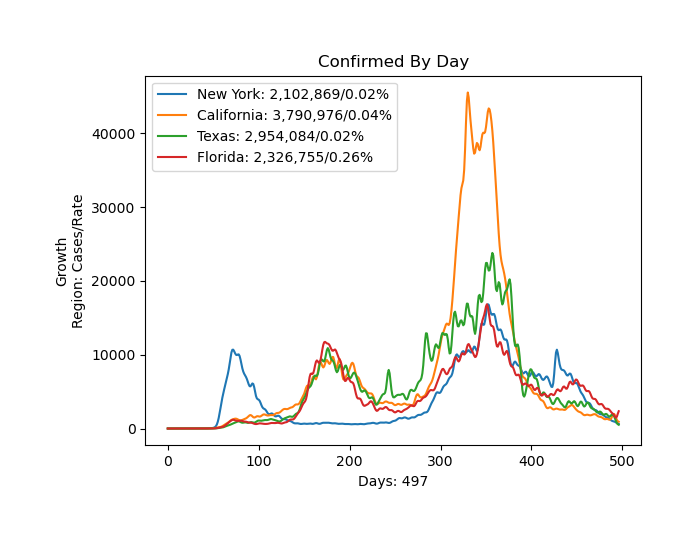 Confirmed By Day
New York: 2,102,869/0.02%
California: 3,790,976/0.04%
Texas: 2,954,084/0.02%
Florida: 2,326,755/0.26%
Growth
Region: Cases/Rate
40000
30000
20000
10000
0
0 100 200 300 400 500
Days: 497